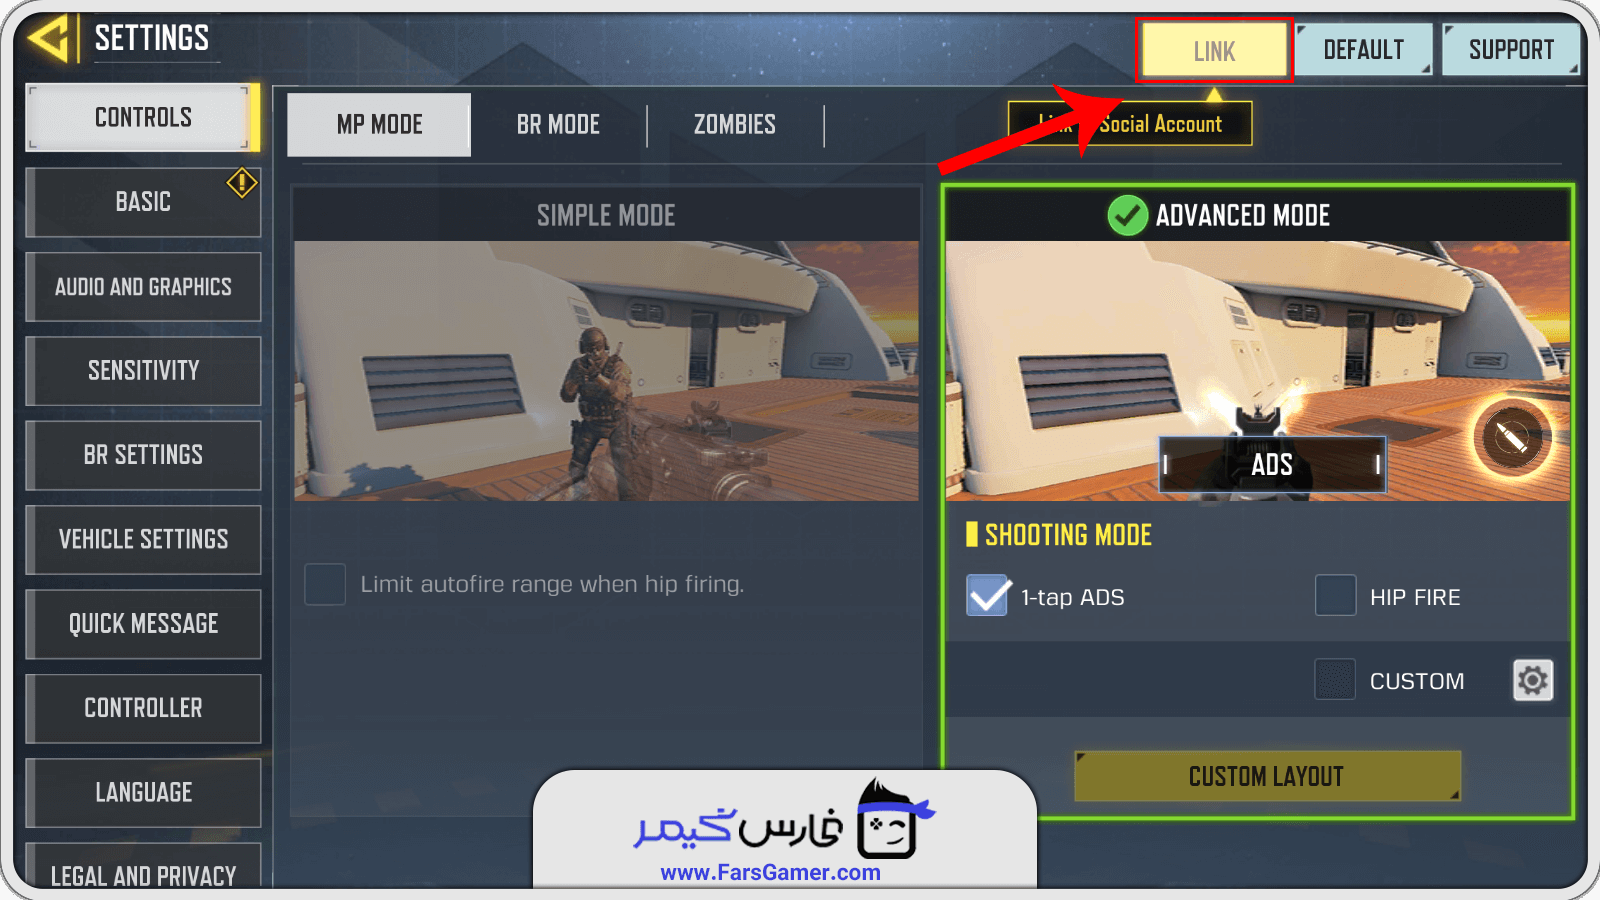 SETTINGS
LINK
DEFAULT
SUPPORT
CONTROLS
MP MODE
BR MODE
ZOMBIES
Social Account
BASIC
SIMPLE MODE
ADVANCED MODE
AUDIO AND GRAPHICS
SENSITIVITY
BR SETTINGS
ADS
VEHICLE SETTINGS
SHOOTING MODE
Limit autofire range when hip firing.
1-tap ADS
HIP FIRE
QUICK MESSAGE
CUSTOM
CONTROLLER
CUSTOM LAYOUT
LANGUAGE
فارس گیمر
LEGAL AND PRIVACY
www.FarsGamer.com